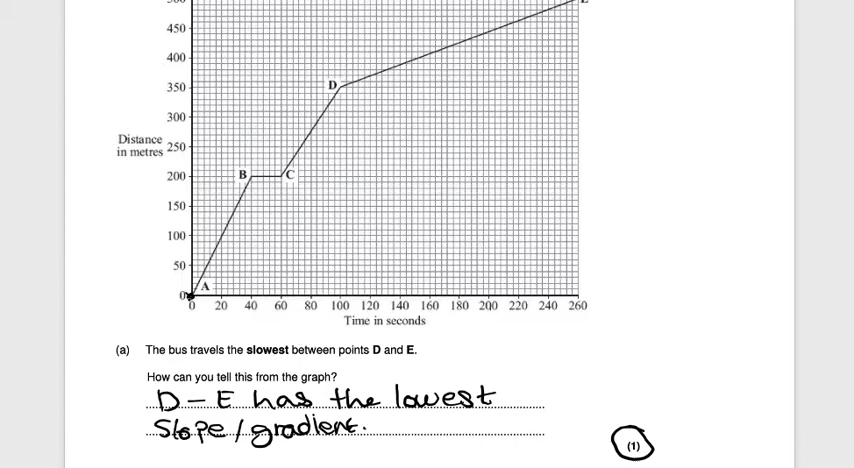 450
400
350
300
Distance
in metres
250
200
150
100
50
0
A
B
C
D
0 20 40 60 80 100 120 140 160 180 200 220 240 260
Time in seconds
(a) The bus travels the slowest between points D and E.
How can you tell this from the graph?
D – E has the lowest
Slope / gradient.
(1)